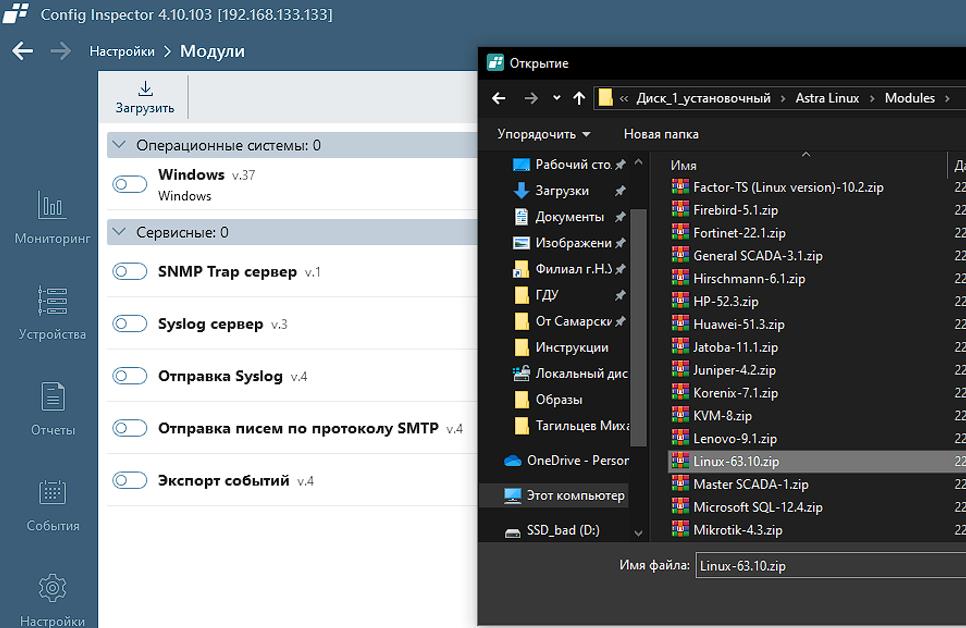 Config Inspector 4.10.103 [192.168.133.133]
Настройки > Модули
Загрузить
Операционные системы: 0
Windows v.37
Windows
Сервисные: 0
SNMP Trap сервер v.1
Syslog сервер v.3
Отправка Syslog v.4
Отправка писем по протоколу SMTP v.4
Экспорт событий v.4
Мониторинг
Устройства
Отчеты
События
Настройки
Открытие
« Диск_1_установочный > Astra Linux > Modules >
Упорядочить
Новая папка
Рабочий сто.
Загрузки
Документы
Изображени
Филиал г.Н.У
ГДУ
От Самарски
Инструкции
Локальный дис
Образы
Тагильцев Миха
OneDrive - Person
Этот компьютер
SSD_bad (D:)
Имя
Да
Factor-TS (Linux version)-10.2.zip 22
Firebird-5.1.zip 22
Fortinet-22.1.zip 22
General SCADA-3.1.zip 22
Hirschmann-6.1.zip 22
HP-52.3.zip 22
Huawei-51.3.zip 22
Jatoba-11.1.zip 22
Juniper-4.2.zip 22
Korenix-7.1.zip 22
KVM-8.zip 22
Lenovo-9.1.zip 22
Linux-63.10.zip 22
Master SCADA-1.zip 22
Microsoft SQL-12.4.zip 22
Mikrotik-4.3.zip 22
Имя файла: Linux-63.10.zip